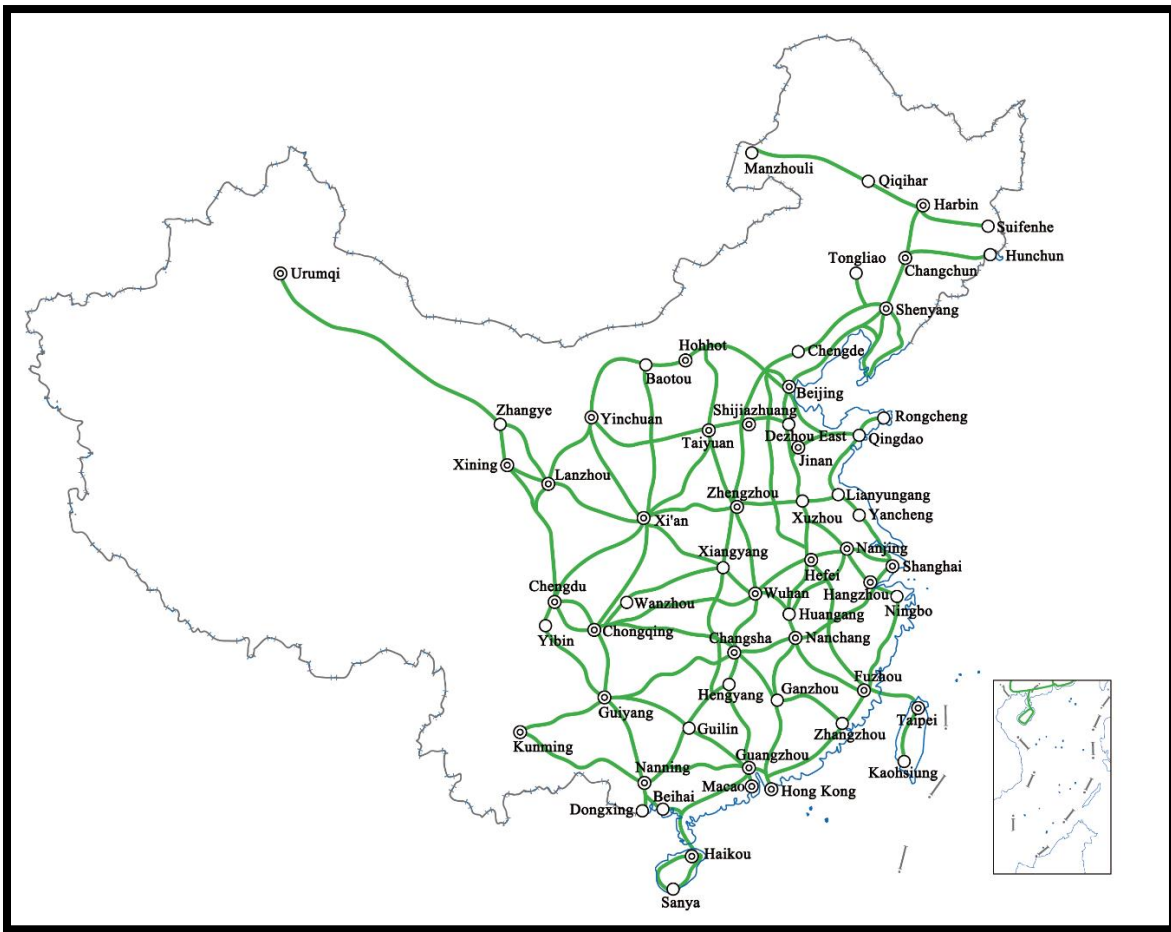 Manzhouli
Qiqihar
Harbin
Suifenhe
Hunchun
Tongliao
Changchun
Urumqi
Shenyang
Hohhot
Chengde
Baotou
Beijing
Zhangye
Yinchuan
Shijiazhuang
Rongcheng
Taiyuan
Dezhou East
Qingdao
Jinan
Xining
Lanzhou
Zhengzhou
Lianyungang
Xi'an
Xuzhou
Yancheng
Xiangyang
Nanjing
Hefei
Shanghai
Chengdu
Wanzhou
Wuhan
Hangzhou
Huangang
Ningbo
Yibin
Chongqing
Changsha
Nanchang
Hengyang
Ganzhou
Fuzhou
Guiyang
Taipei
Guilin
Zhangzhou
Kunming
Guangzhou
Nanning
Kaohsiung
Macao
Hong Kong
Beihai
Dongxing
Haikou
Sanya